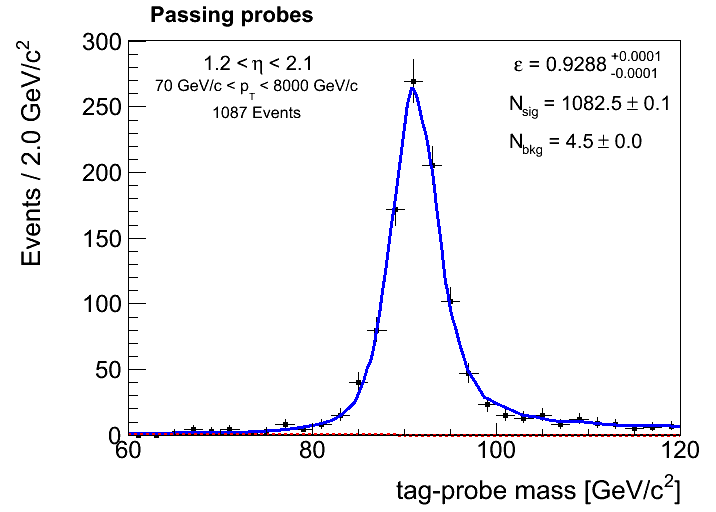 Passing probes
Events / 2.0 GeV/c²
300
250
200
150
100
50
0
1.2 < η < 2.1
70 GeV/c < p_T < 8000 GeV/c
1087 Events
ε = 0.9288 +0.0001 -0.0001
N_sig = 1082.5 ± 0.1
N_bkg = 4.5 ± 0.0
60 80 100 120
tag-probe mass [GeV/c²]